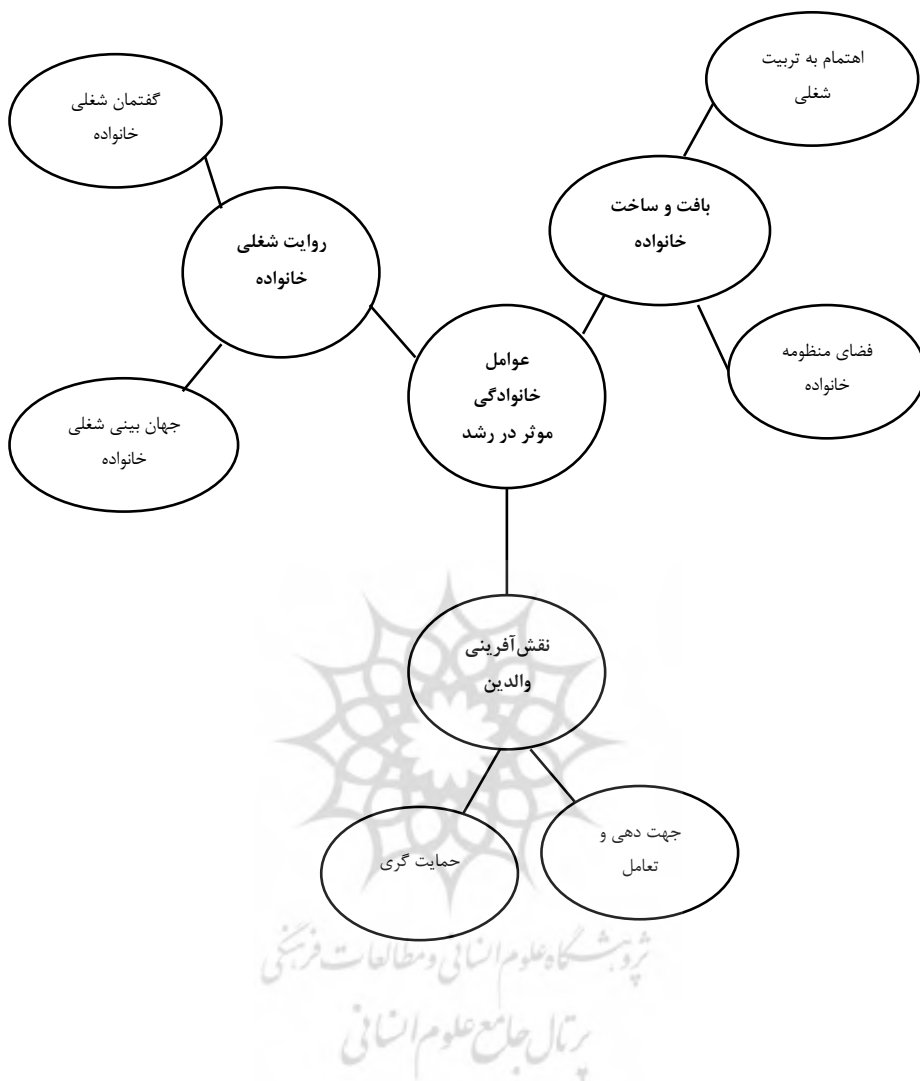 اهتمام به تربیت
شغلی
گفتمان شغلی
خانواده
بافت و ساخت
خانواده
روایت شغلی
خانواده
فضای منظومه
خانواده
عوامل
خانوادگی
موثر در رشد
جهان بینی شغلی
خانواده
نقش‌آفرینی
والدین
جهت دهی و
تعامل
حمایت گری
پژوهشگاه علوم انسانی و مطالعات فرهنگی
پرتال جامع علوم انسانی